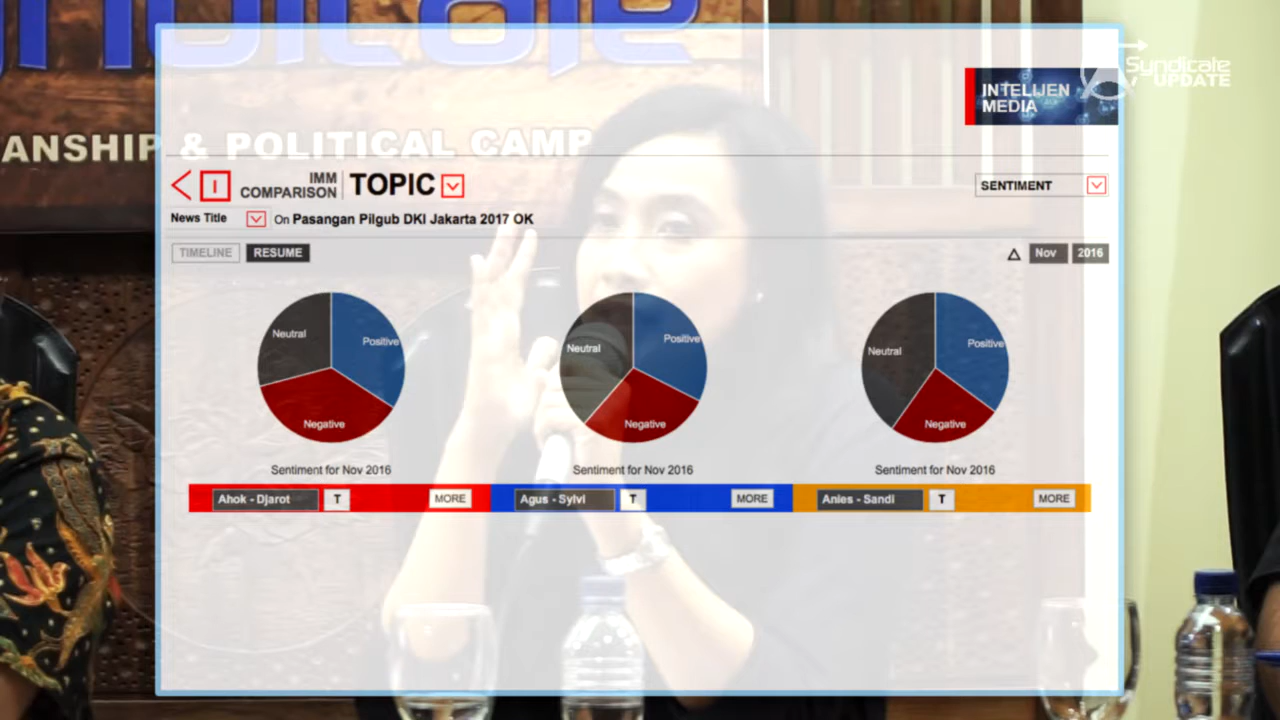 ANSHIP & POLITICAL CAMP
Syndicate
UPDATE
INTELIJEN
MEDIA
IMM
COMPARISON
TOPIC
SENTIMENT
News Title
On Pasangan Pilgub DKI Jakarta 2017 OK
TIMELINE
RESUME
Nov
2016
Neutral
Positive
Negative
Neutral
Positive
Negative
Neutral
Positive
Negative
Sentiment for Nov 2016
Sentiment for Nov 2016
Sentiment for Nov 2016
Ahok - Djarot
T
MORE
Agus - Sylvi
T
MORE
Anies - Sandi
T
MORE